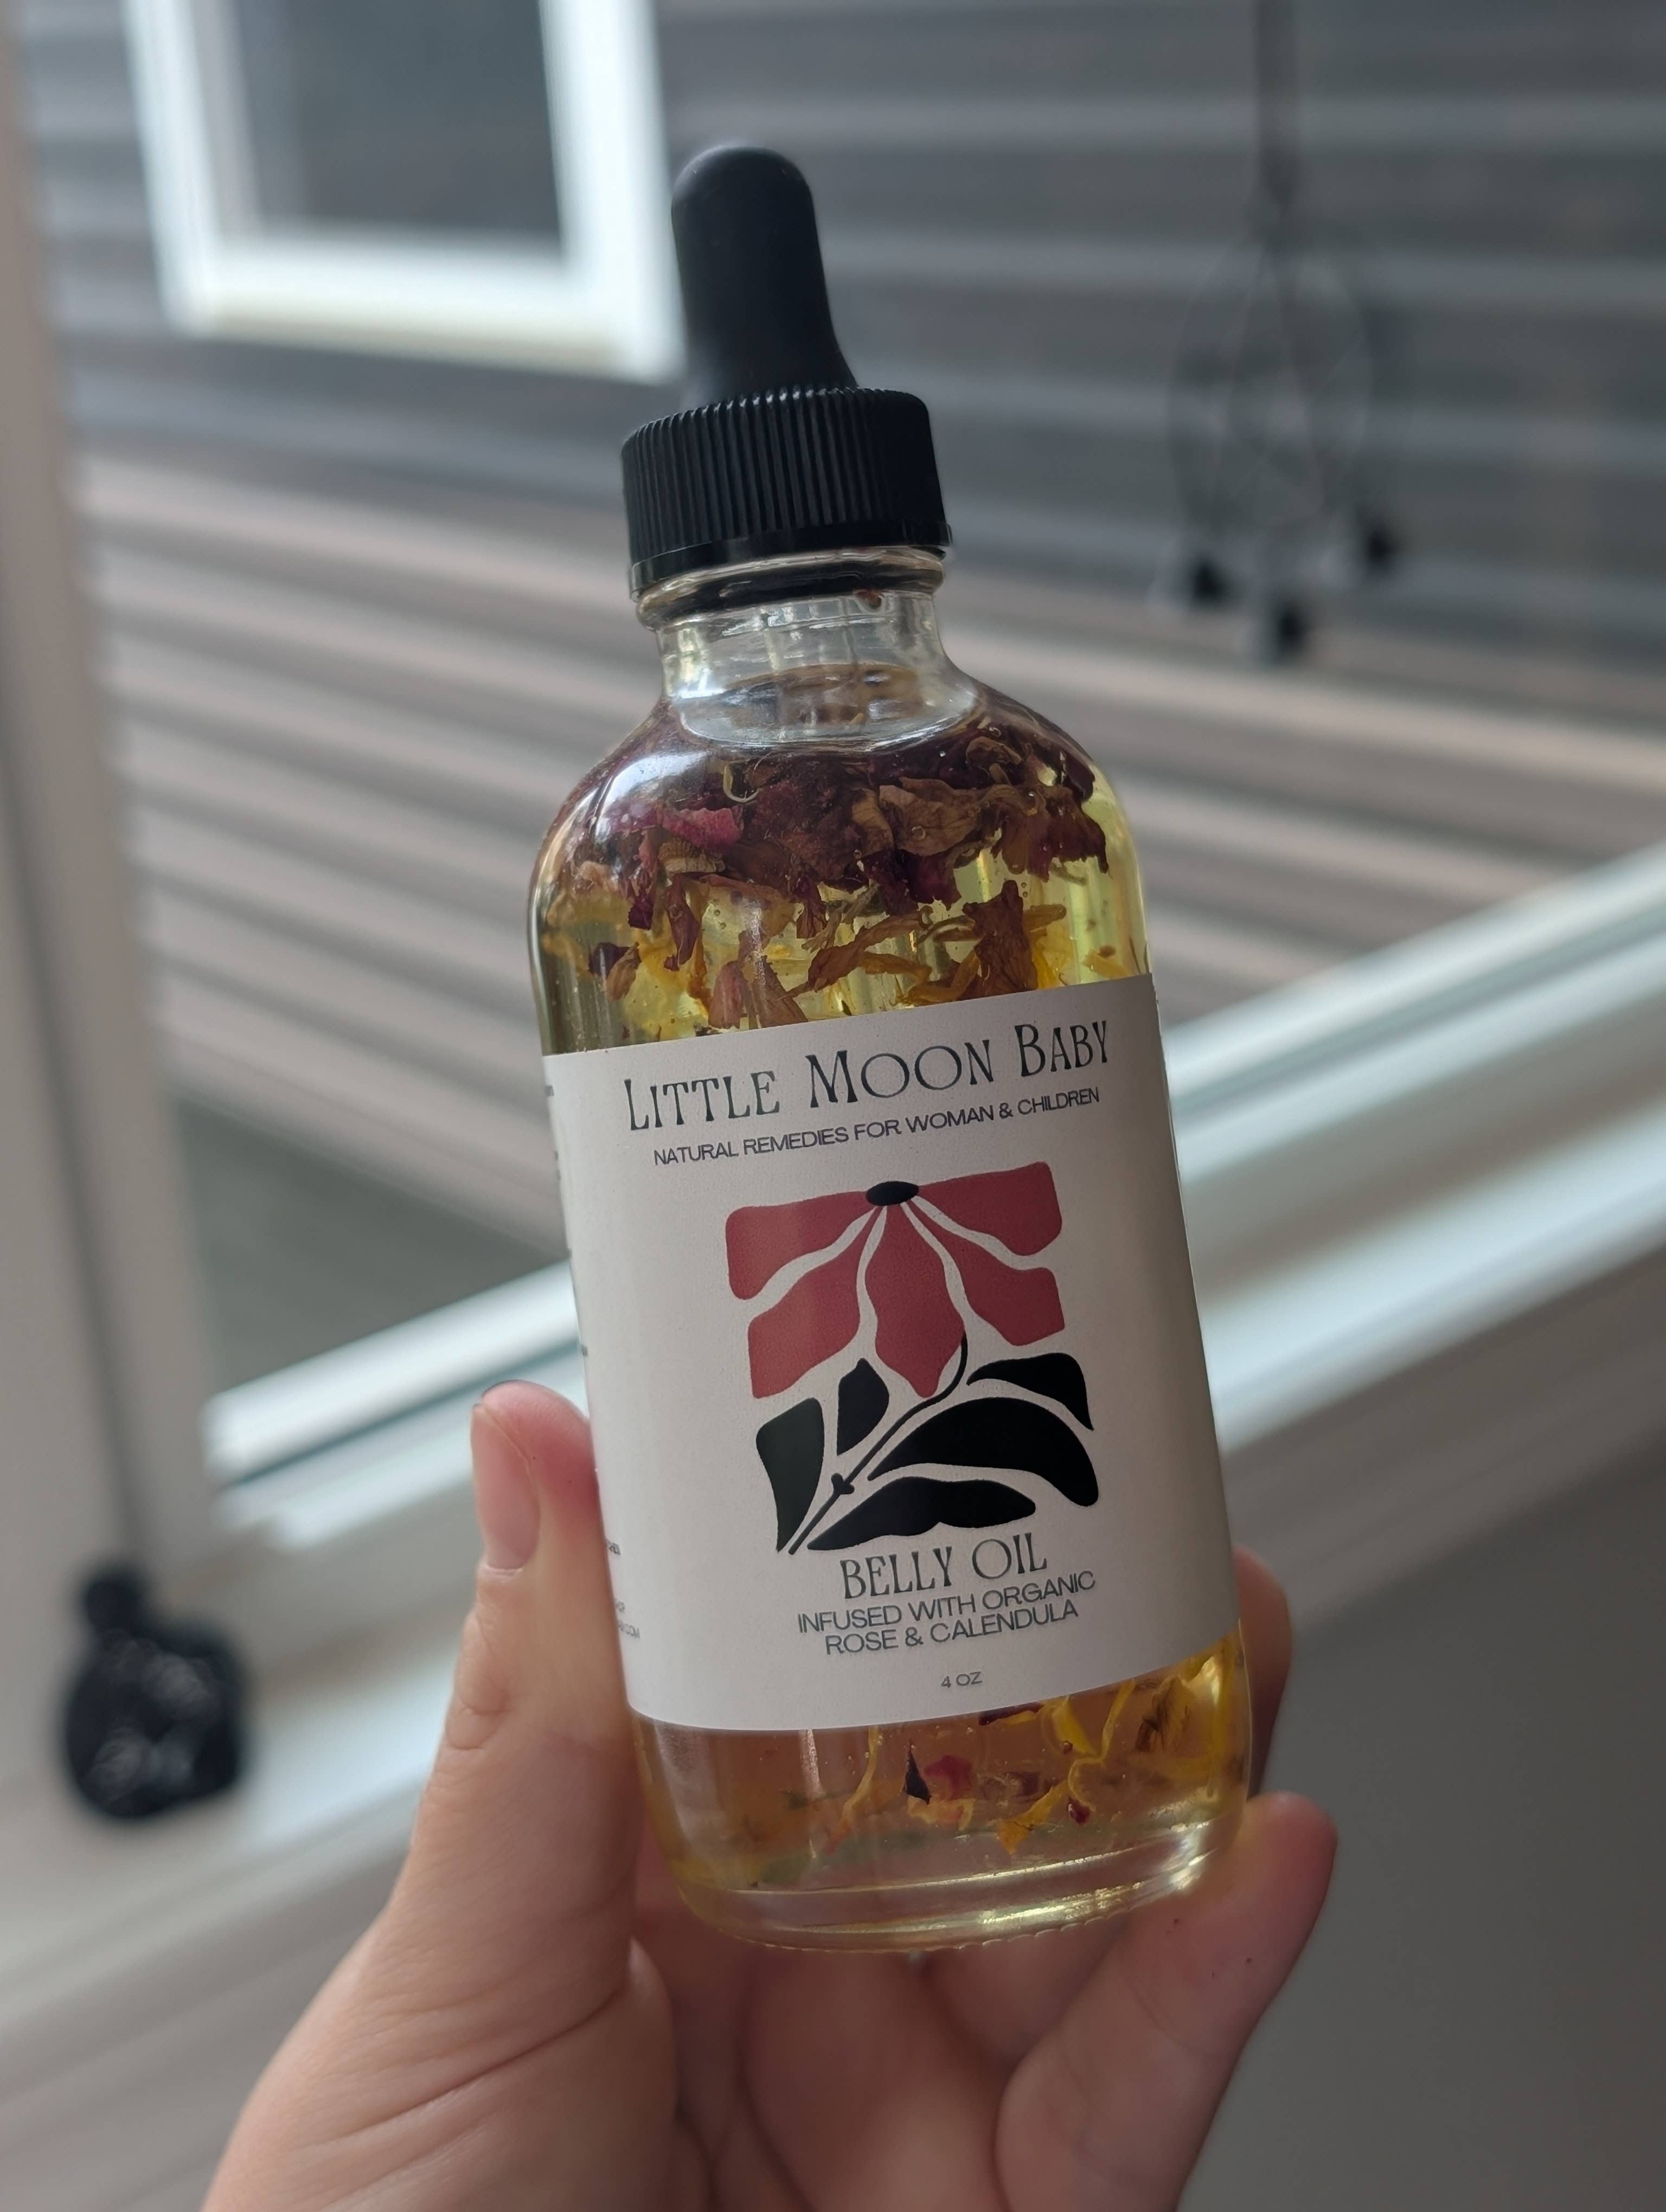 LITTLE MOON BABY
NATURAL REMEDIES FOR WOMAN & CHILDREN
BELLY OIL
INFUSED WITH ORGANIC
ROSE & CALENDULA
4 OZ